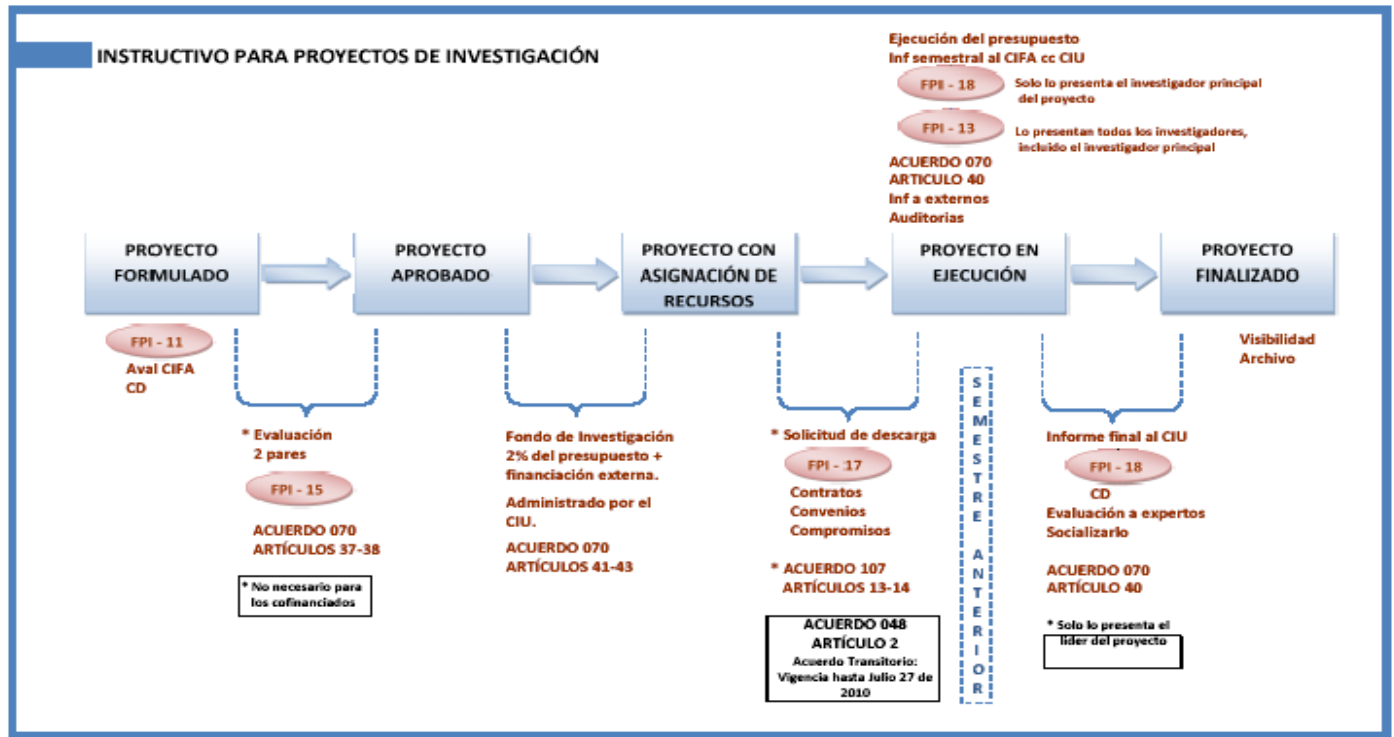 INSTRUCTIVO PARA PROYECTOS DE INVESTIGACIÓN
Ejecución del presupuesto
Inf semestral al CIFA cc CIU
FPII - 18
Solo lo presenta el investigador principal
del proyecto
FPI - 13
Lo presentan todos los investigadores,
incluido el investigador principal
ACUERDO 070
ARTICULO 40
Inf a externos
Auditorias
PROYECTO
FORMULADO
PROYECTO
APROBADO
PROYECTO CON
ASIGNACIÓN DE
RECURSOS
PROYECTO EN
EJECUCIÓN
PROYECTO
FINALIZADO
FPI - 11
Aval CIFA
CD
* Evaluación
2 pares
FPI - 15
ACUERDO 070
ARTÍCULOS 37-38
* No necesario para
los cofinanciados
Fondo de Investigación
2% del presupuesto +
financiación externa.
Administrado por el
CIU.
ACUERDO 070
ARTÍCULOS 41-43
* Solicitud de descarga
FPI - 17
Contratos
Convenios
Compromisos
* ACUERDO 107
ARTÍCULOS 13-14
ACUERDO 048
ARTÍCULO 2
Acuerdo Transitorio:
Vigencia hasta Julio 27 de
2010
SEMESTRE ANTERIOR
Informe final al CIU
FPI - 18
CD
Evaluación a expertos
Socializarlo
ACUERDO 070
ARTÍCULO 40
* Solo lo presenta el
líder del proyecto
Visibilidad
Archivo